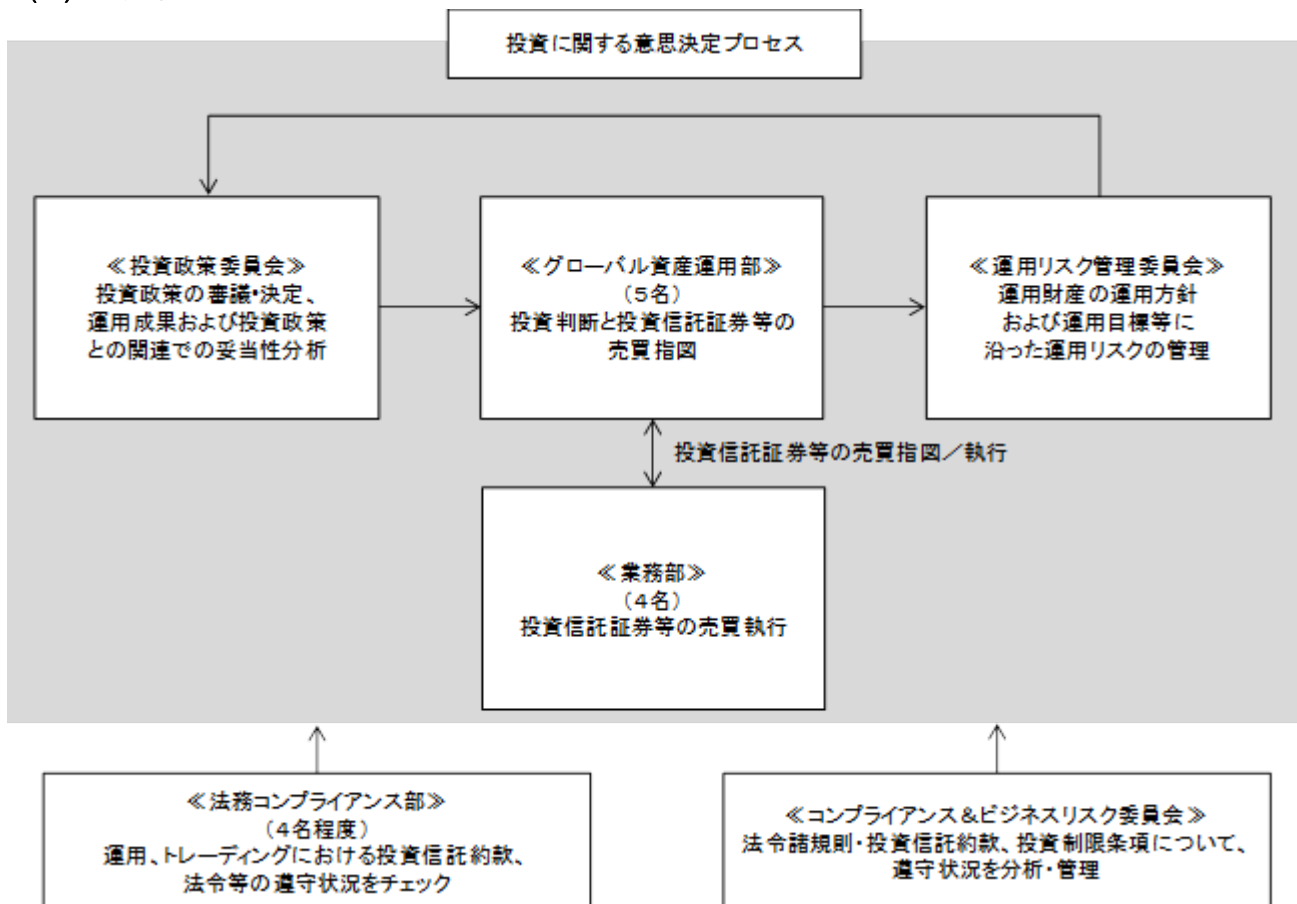 投資に関する意思決定プロセス
≪投資政策委員会≫
投資政策の審議・決定、
運用成果および投資政策
との関連での妥当性分析
≪グローバル資産運用部≫
(5名)
投資判断と投資信託証券等の
売買指図
≪運用リスク管理委員会≫
運用財産の運用方針
および運用目標等に
沿った運用リスクの管理
投資信託証券等の売買指図/執行
≪業務部≫
(4名)
投資信託証券等の売買執行
≪法務コンプライアンス部≫
(4名程度)
運用、トレーディングにおける投資信託約款、
法令等の遵守状況をチェック
≪コンプライアンス&ビジネスリスク委員会≫
法令諸規則・投資信託約款、投資制限条項について、
遵守状況を分析・管理